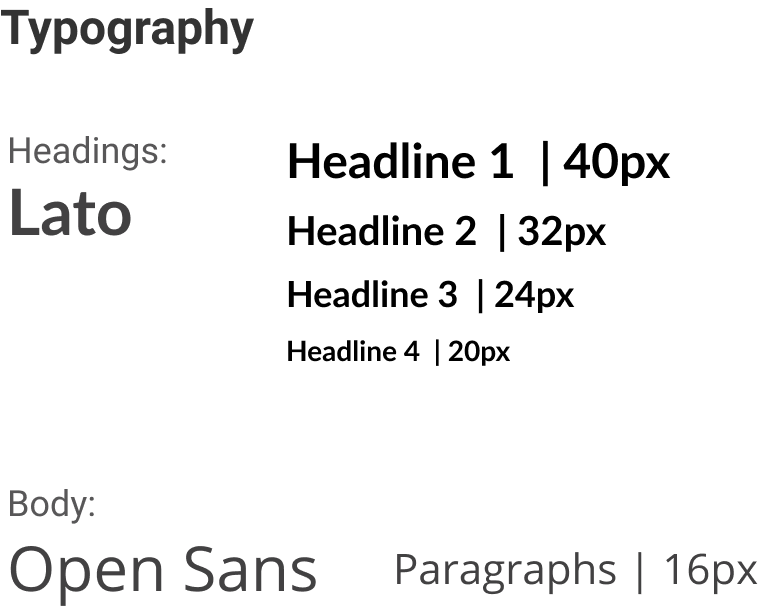 Typography
Headings:
Lato
Headline 1 | 40px
Headline 2 | 32px
Headline 3 | 24px
Headline 4 | 20px
Body:
Open Sans
Paragraphs | 16px